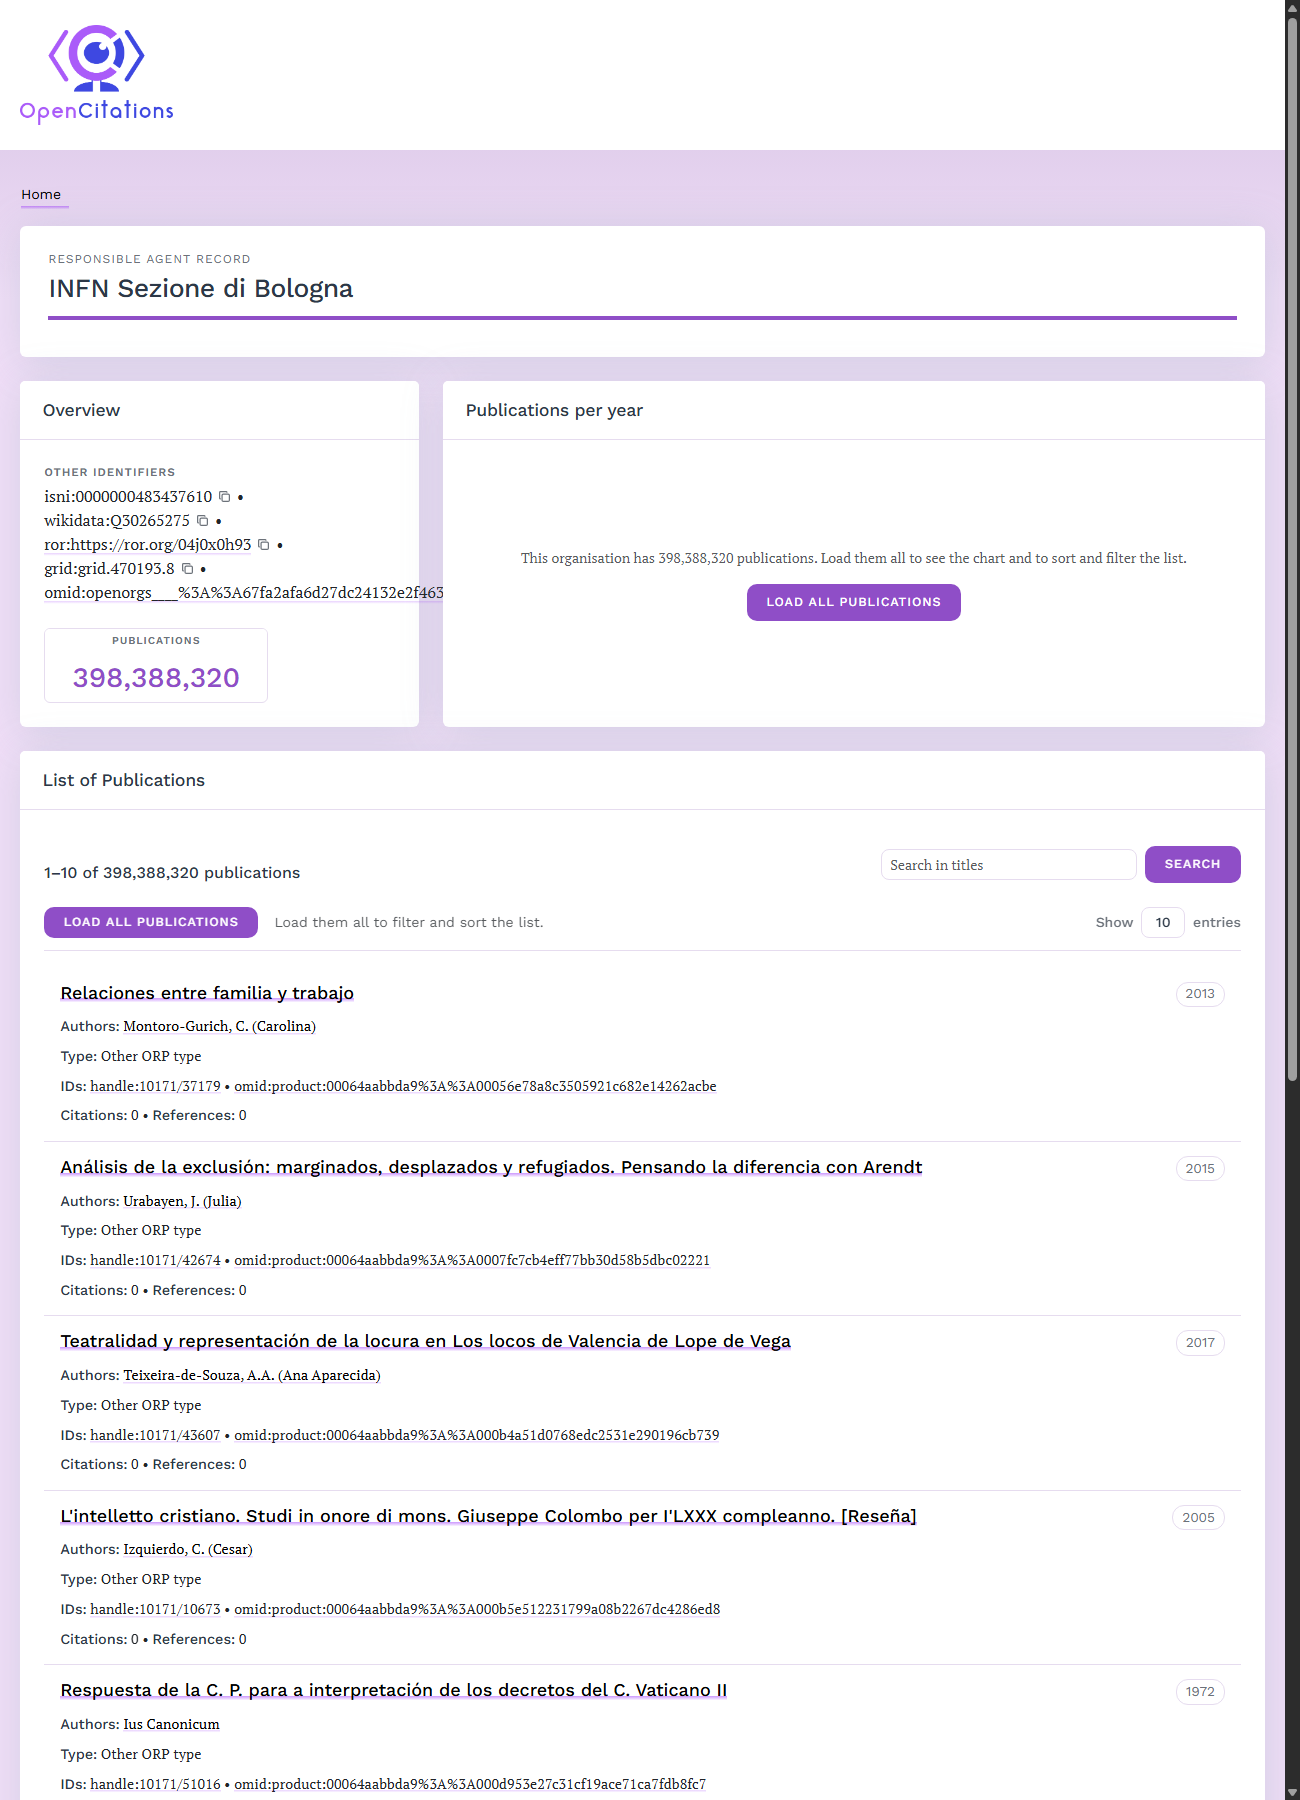 OpenCitations
Home
RESPONSIBLE AGENT RECORD
INFN Sezione di Bologna
Overview
OTHER IDENTIFIERS
isni:0000000483437610 •
wikidata:Q30265275 •
ror:https://ror.org/04j0x0h93 •
grid:grid.470193.8 •
omid:openorgs____%3A%3A67fa2afa6d27dc24132e2f463
PUBLICATIONS
398,388,320
Publications per year
This organisation has 398,388,320 publications. Load them all to see the chart and to sort and filter the list.
LOAD ALL PUBLICATIONS
List of Publications
1–10 of 398,388,320 publications
Search in titles
SEARCH
LOAD ALL PUBLICATIONS Load them all to filter and sort the list.
Show 10 entries
Relaciones entre familia y trabajo 2013
Authors: Montoro-Gurich, C. (Carolina)
Type: Other ORP type
IDs: handle:10171/37179 • omid:product:00064aabbda9%3A%3A00056e78a8c3505921c682e14262acbe
Citations: 0 • References: 0
Análisis de la exclusión: marginados, desplazados y refugiados. Pensando la diferencia con Arendt 2015
Authors: Urabayen, J. (Julia)
Type: Other ORP type
IDs: handle:10171/42674 • omid:product:00064aabbda9%3A%3A0007fc7cb4eff77bb30d58b5dbc02221
Citations: 0 • References: 0
Teatralidad y representación de la locura en Los locos de Valencia de Lope de Vega 2017
Authors: Teixeira-de-Souza, A.A. (Ana Aparecida)
Type: Other ORP type
IDs: handle:10171/43607 • omid:product:00064aabbda9%3A%3A000b4a51d0768edc2531e290196cb739
Citations: 0 • References: 0
L'intelletto cristiano. Studi in onore di mons. Giuseppe Colombo per I'LXXX compleanno. [Reseña] 2005
Authors: Izquierdo, C. (Cesar)
Type: Other ORP type
IDs: handle:10171/10673 • omid:product:00064aabbda9%3A%3A000b5e512231799a08b2267dc4286ed8
Citations: 0 • References: 0
Respuesta de la C. P. para a interpretación de los decretos del C. Vaticano II 1972
Authors: Ius Canonicum
Type: Other ORP type
IDs: handle:10171/51016 • omid:product:00064aabbda9%3A%3A000d953e27c31cf19ace71ca7fdb8fc7